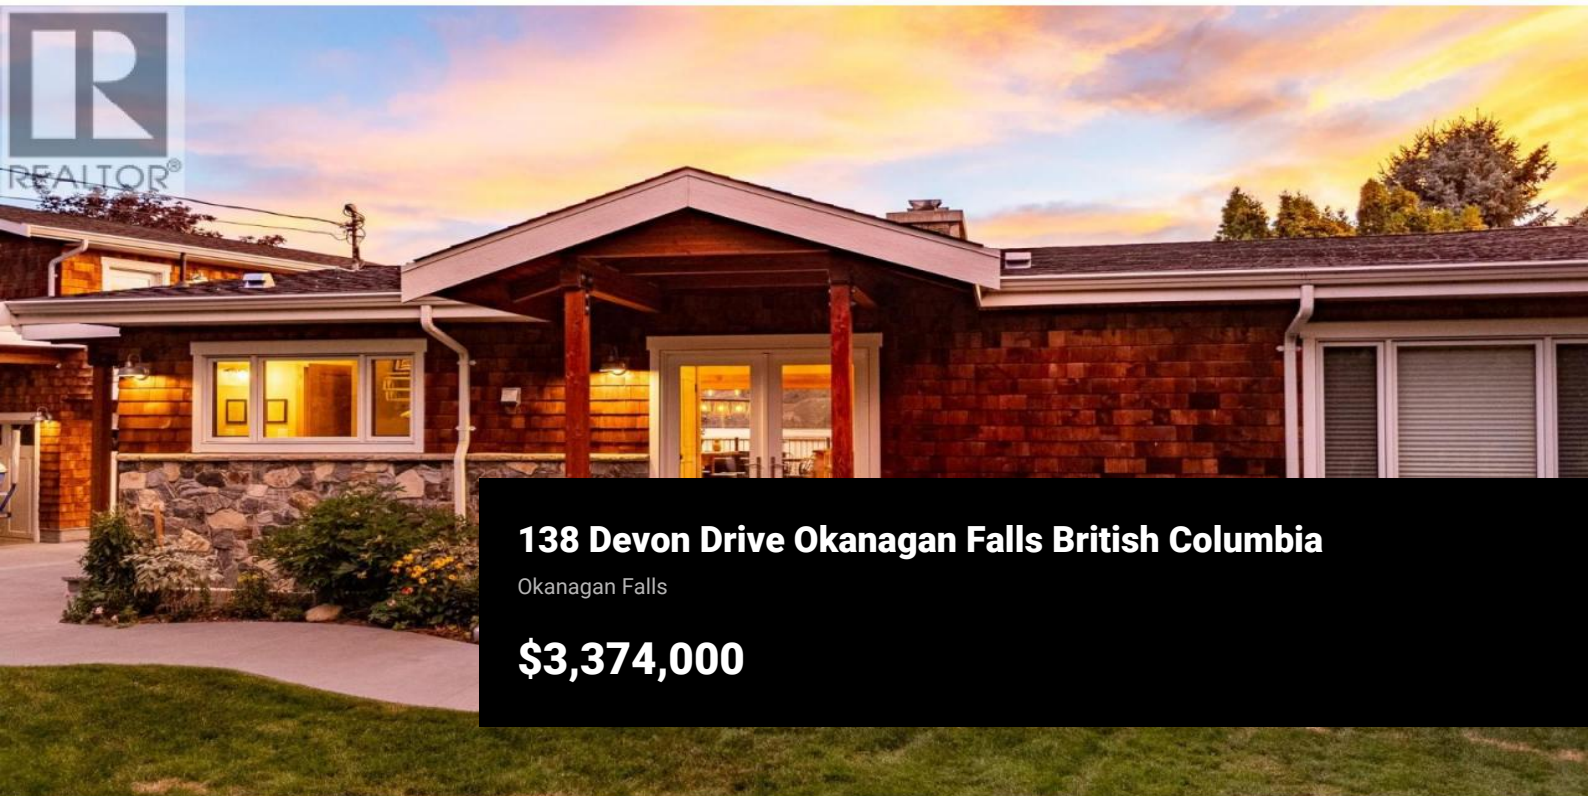 R
REALTOR®
138 Devon Drive Okanagan Falls British Columbia
Okanagan Falls
$3,374,000